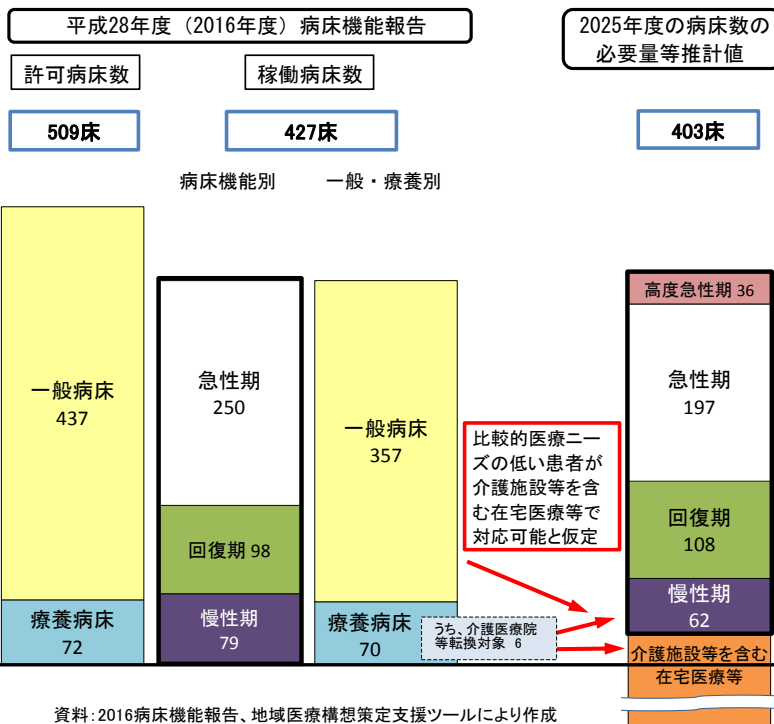 平成28年度（2016年度）病床機能報告
2025年度の病床数の
必要量等推計値
許可病床数
稼働病床数
509床
427床
403床
病床機能別
一般・療養別
一般病床
437
療養病床
72
急性期
250
回復期 98
慢性期
79
一般病床
357
療養病床
70
比較的医療ニー
ズの低い患者が
介護施設等を含
む在宅医療等で
対応可能と仮定
うち、介護医療院
等転換対象 6
高度急性期 36
急性期
197
回復期
108
慢性期
62
介護施設等を含む
在宅医療等
資料：2016病床機能報告、地域医療構想策定支援ツールにより作成